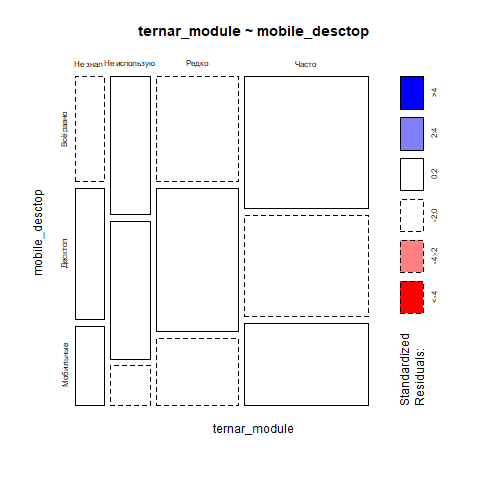 ternar_module ~ mobile_desctop
Не знал Не использую Редко Часто
Всё равно
Десктоп
Мобильные
mobile_desctop
ternar_module
>4
2:4
0:2
-2:0
-4:-2
<-4
Standardized
Residuals: